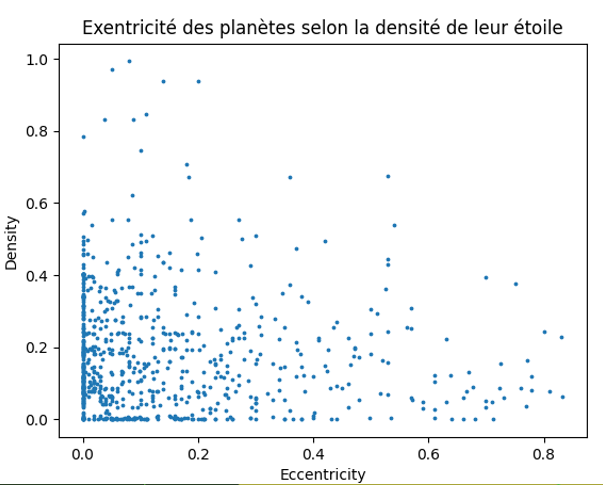 Exentricité des planètes selon la densité de leur étoile
1.0
0.8
0.6
0.4
0.2
0.0
Density
0.0 0.2 0.4 0.6 0.8
Eccentricity